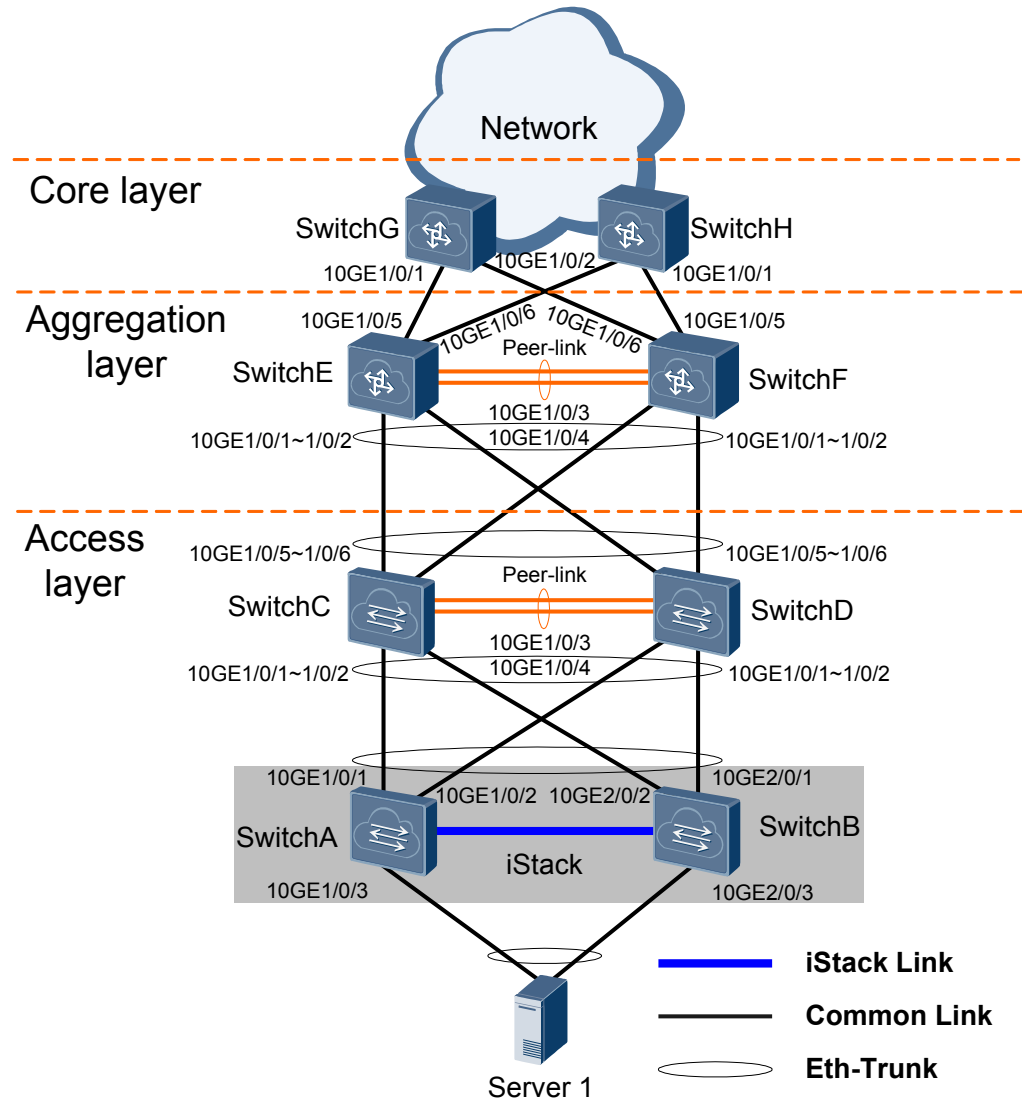 Network
Core layer
SwitchG
SwitchH
10GE1/0/2
10GE1/0/1
10GE1/0/1
Aggregation
layer
10GE1/0/5
10GE1/0/6
10GE1/0/6
10GE1/0/5
Peer-link
SwitchE
SwitchF
10GE1/0/3
10GE1/0/1~1/0/2
10GE1/0/4
10GE1/0/1~1/0/2
Access
layer
10GE1/0/5~1/0/6
10GE1/0/5~1/0/6
Peer-link
SwitchC
SwitchD
10GE1/0/3
10GE1/0/1~1/0/2
10GE1/0/4
10GE1/0/1~1/0/2
10GE1/0/1
10GE2/0/1
10GE1/0/2
10GE2/0/2
SwitchA
SwitchB
iStack
10GE1/0/3
10GE2/0/3
iStack Link
Common Link
Eth-Trunk
Server 1